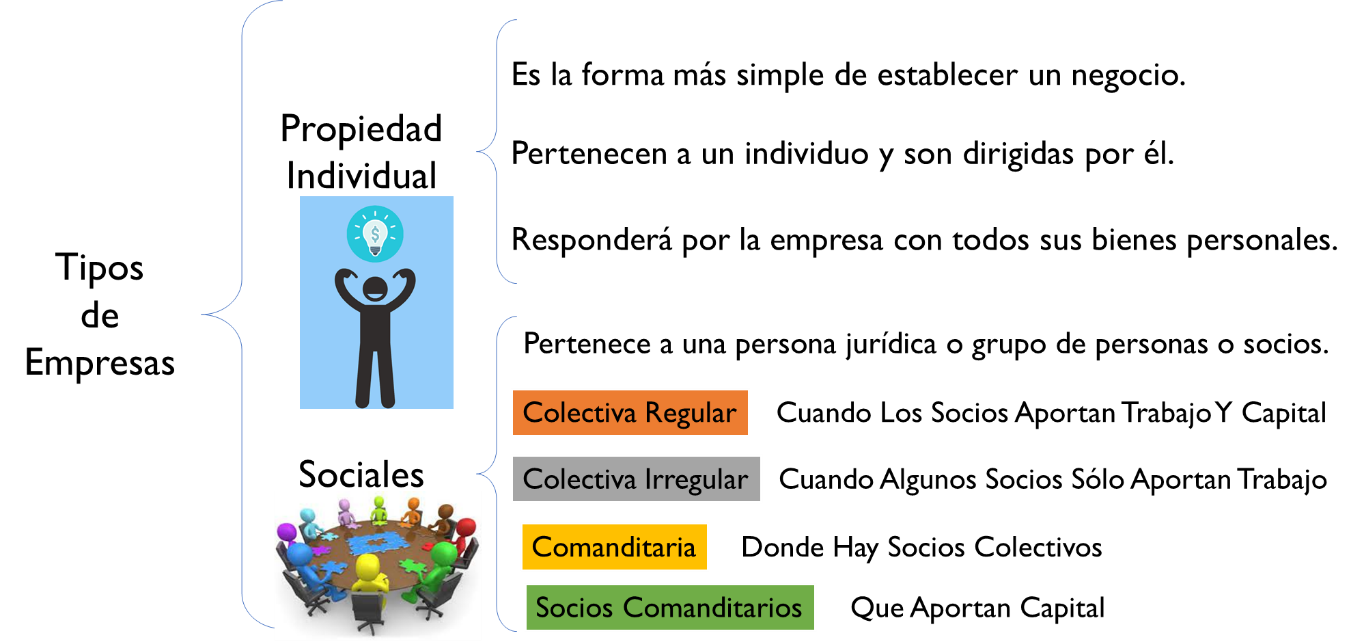 Tipos
de
Empresas
Propiedad
Individual
$
Es la forma más simple de establecer un negocio.
Pertenecen a un individuo y son dirigidas por él.
Responderá por la empresa con todos sus bienes personales.
Sociales
Pertenece a una persona jurídica o grupo de personas o socios.
Colectiva Regular Cuando Los Socios Aportan Trabajo Y Capital
Colectiva Irregular Cuando Algunos Socios Sólo Aportan Trabajo
Comanditaria Donde Hay Socios Colectivos
Socios Comanditarios Que Aportan Capital